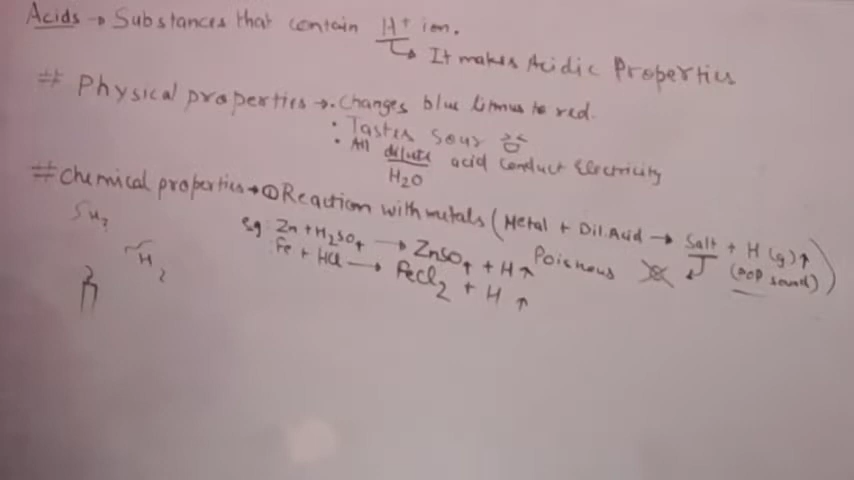 Acids → Substances that contain H+ ion.
↳ It makes Acidic Properties
# Physical properties → • Changes blue litmus to red.
• Tastes sour
• All dilute acid conduct Electricity
H2O
# Chemical properties → ① Reaction with metals (Metal + Dil. Acid → Salt + H (g)↑
(POP sound))
eg: Zn + H2SO4 → ZnSO4 + H↑ Poisnous
: Fe + HCl → FeCl2 + H ↑
H2